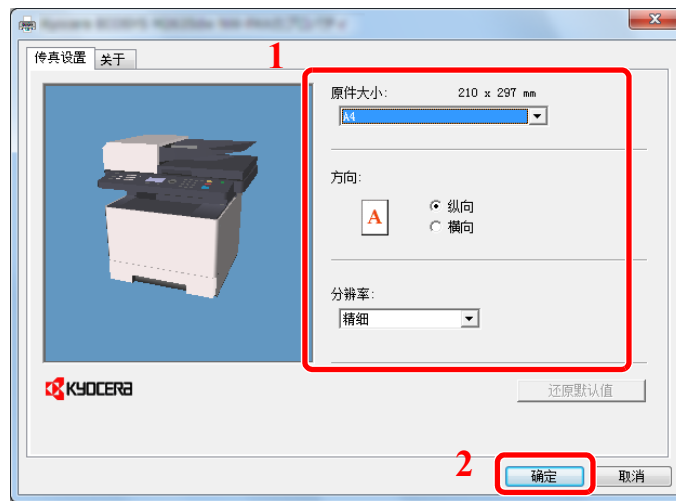 传真设置 关于
1
原件大小: 210 x 297 mm
A4
方向:
A
纵向
横向
分辨率:
精细
KYOCERA
还原默认值
2
确定 取消